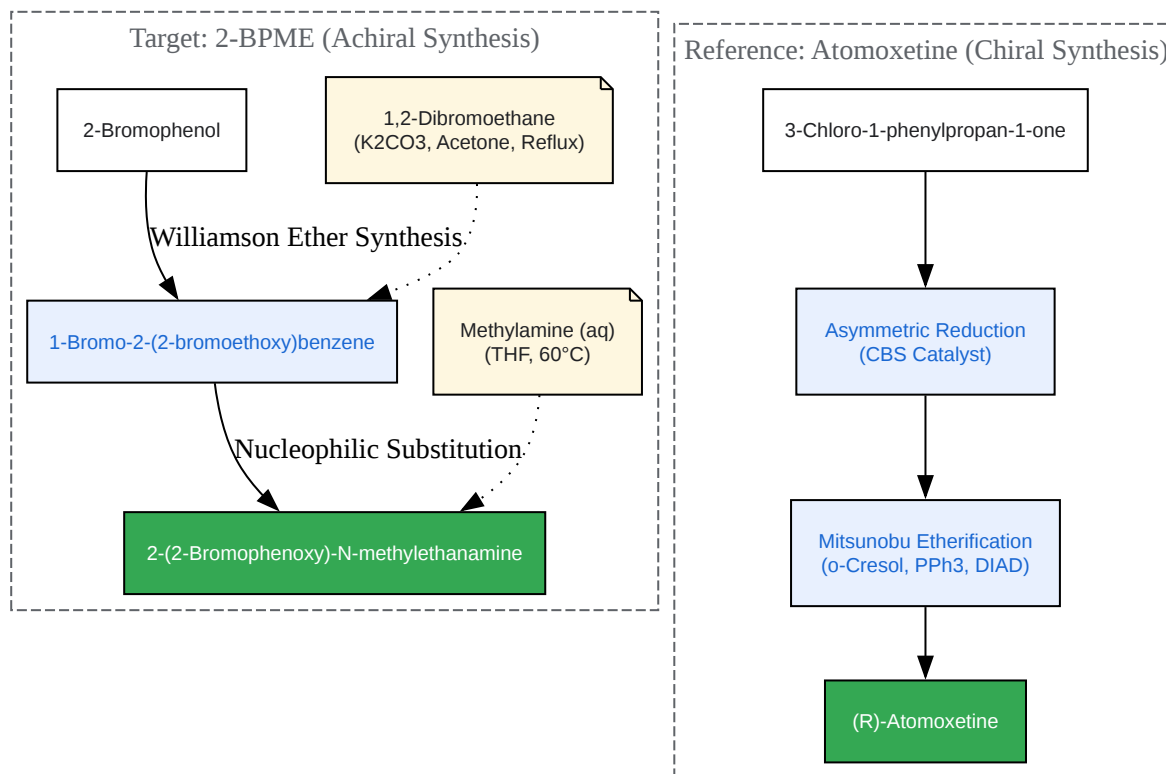 Target: 2-BPME (Achiral Synthesis)
2-Bromophenol
1,2-Dibromoethane
(K2CO3, Acetone, Reflux)
Williamson Ether Synthesis
1-Bromo-2-(2-bromoethoxy)benzene
Methylamine (aq)
(THF, 60°C)
Nucleophilic Substitution
2-(2-Bromophenoxy)-N-methylethanamine
Reference: Atomoxetine (Chiral Synthesis)
3-Chloro-1-phenylpropan-1-one
Asymmetric Reduction
(CBS Catalyst)
Mitsunobu Etherification
(o-Cresol, PPh3, DIAD)
(R)-Atomoxetine